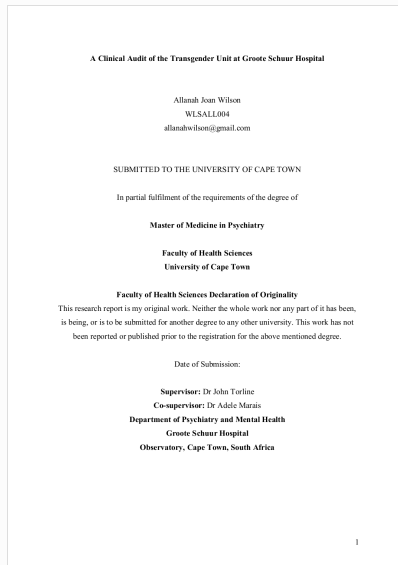 A Clinical Audit of the Transgender Unit at Groote Schuur Hospital
Allanah Joan Wilson
WLSALL004
allanahwilson@gmail.com
SUBMITTED TO THE UNIVERSITY OF CAPE TOWN
In partial fulfilment of the requirements of the degree of
Master of Medicine in Psychiatry
Faculty of Health Sciences
University of Cape Town
Faculty of Health Sciences Declaration of Originality
This research report is my original work. Neither the whole work nor any part of it has been,
is being, or is to be submitted for another degree to any other university. This work has not
been reported or published prior to the registration for the above mentioned degree.
Date of Submission:
Supervisor: Dr John Torline
Co-supervisor: Dr Adele Marais
Department of Psychiatry and Mental Health
Groote Schuur Hospital
Observatory, Cape Town, South Africa
1